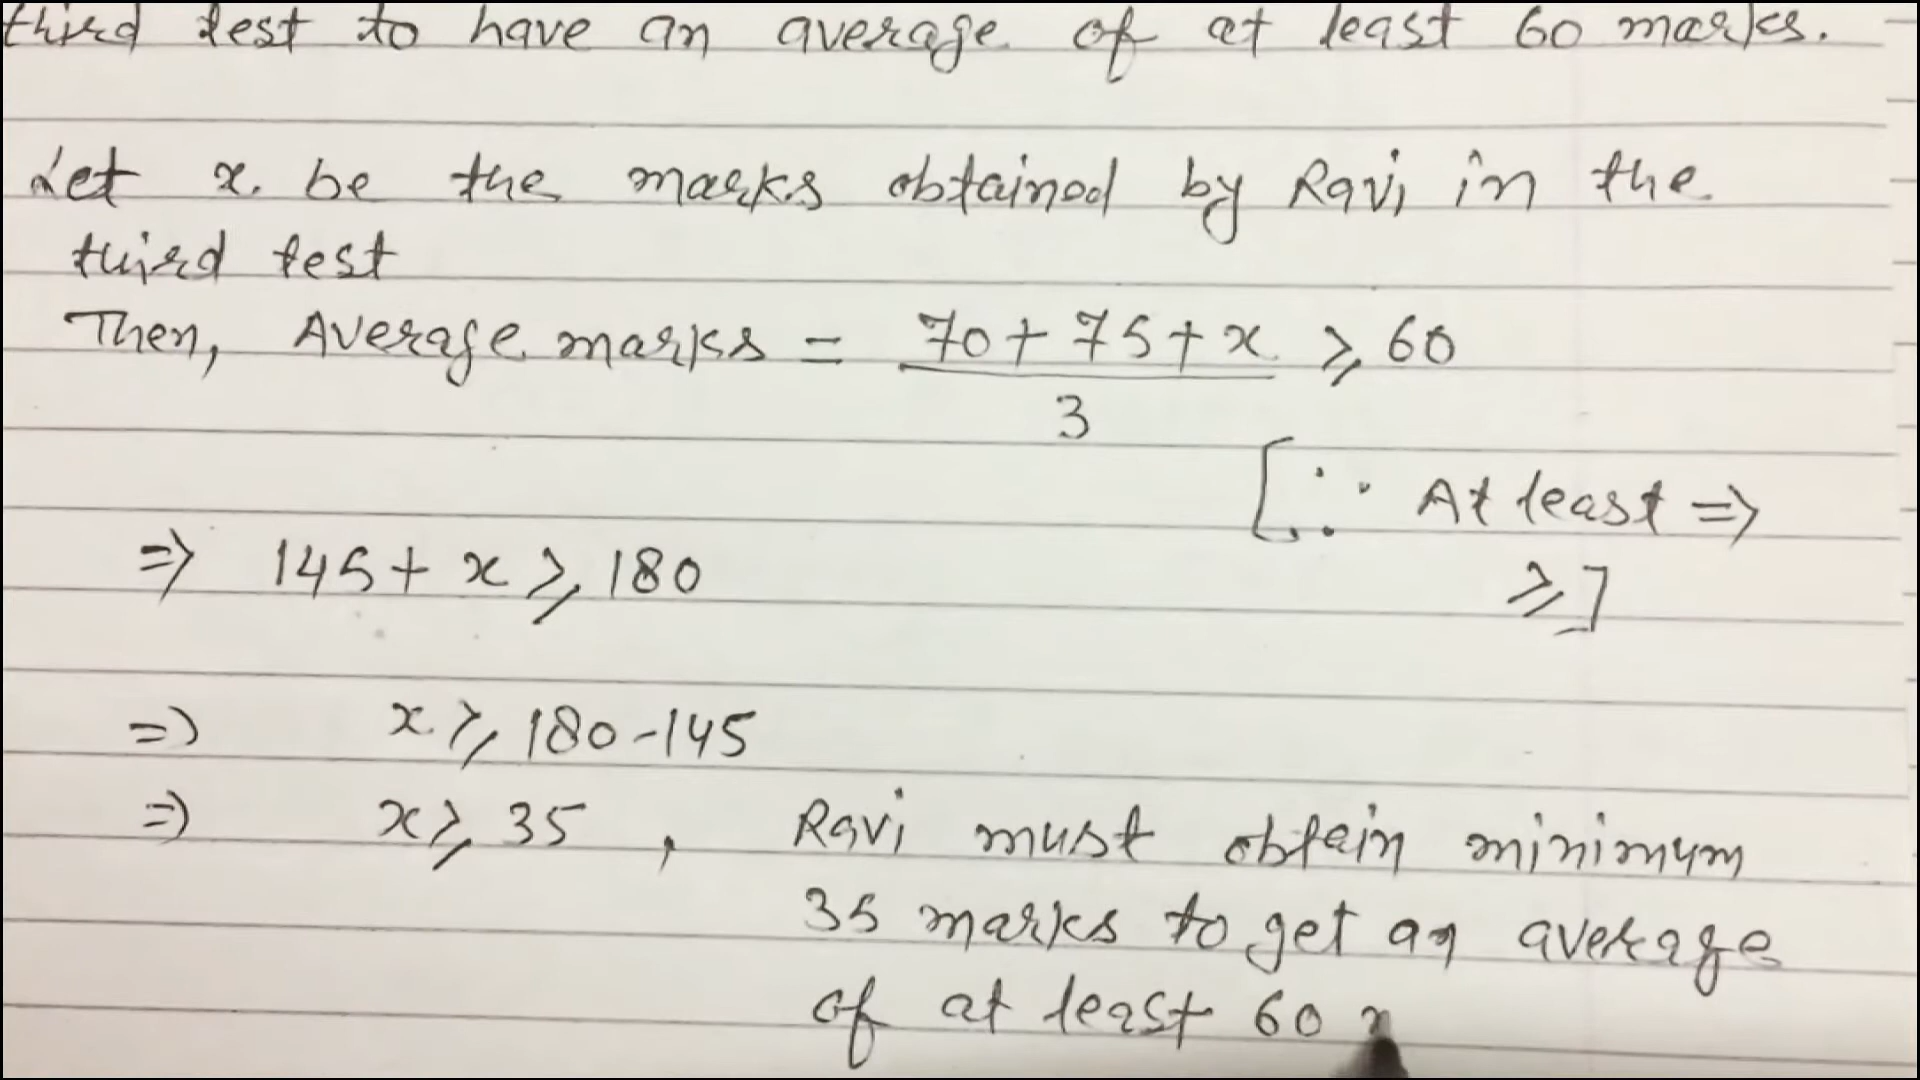 third test to have an average of at least 60 marks.
Let x be the marks obtained by Ravi in the
third test
Then, Average marks = (70 + 75 + x)/3 ⩾ 60
[∵ At least ⇒
⩾]
⇒ 145 + x ⩾ 180
⇒ x ⩾ 180 - 145
⇒ x ⩾ 35 , Ravi must obtain minimum
35 marks to get an average
of at least 60